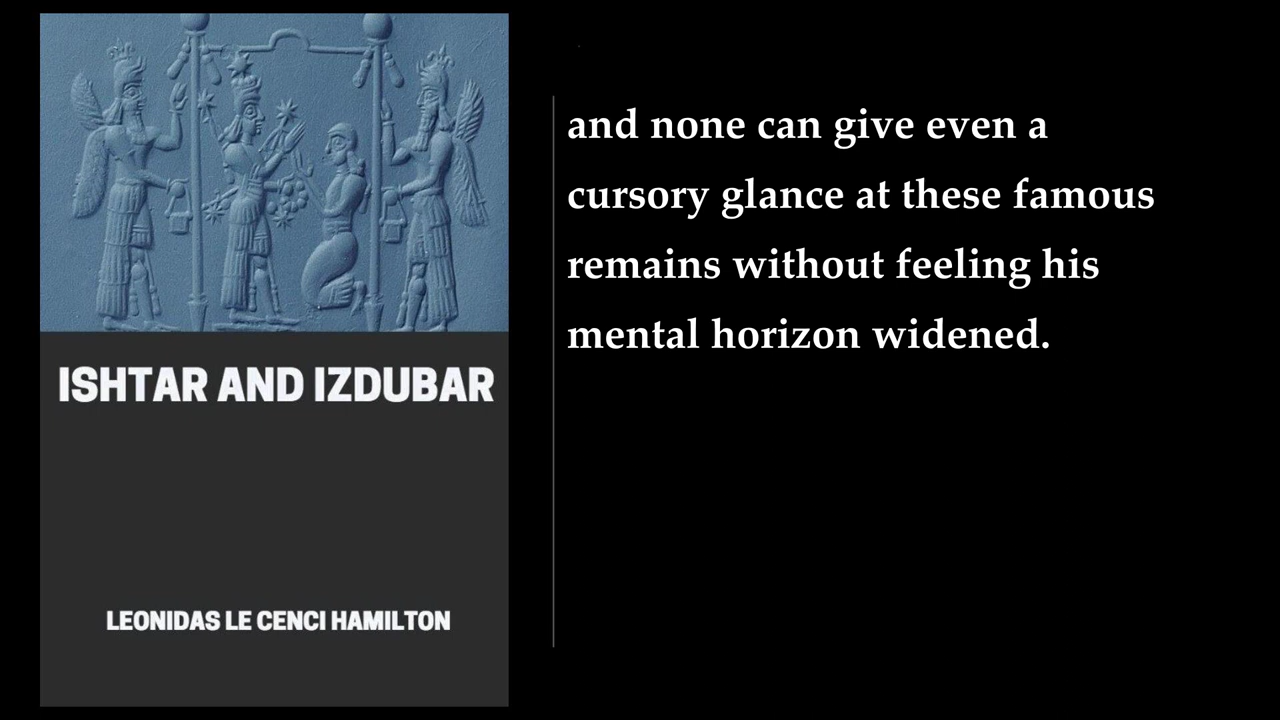 ISHTAR AND IZDUBAR
LEONIDAS LE CENCI HAMILTON
and none can give even a
cursory glance at these famous
remains without feeling his
mental horizon widened.